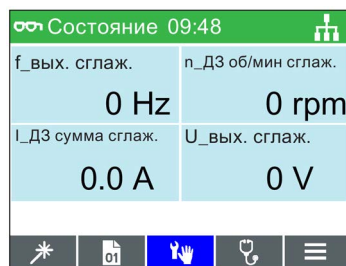 Состояние 09:48
f_вых. сглаж.
n_ДЗ об/мин сглаж.
0 Hz
0 rpm
I_ДЗ сумма сглаж.
U_вых. сглаж.
0.0 A
0 V
01